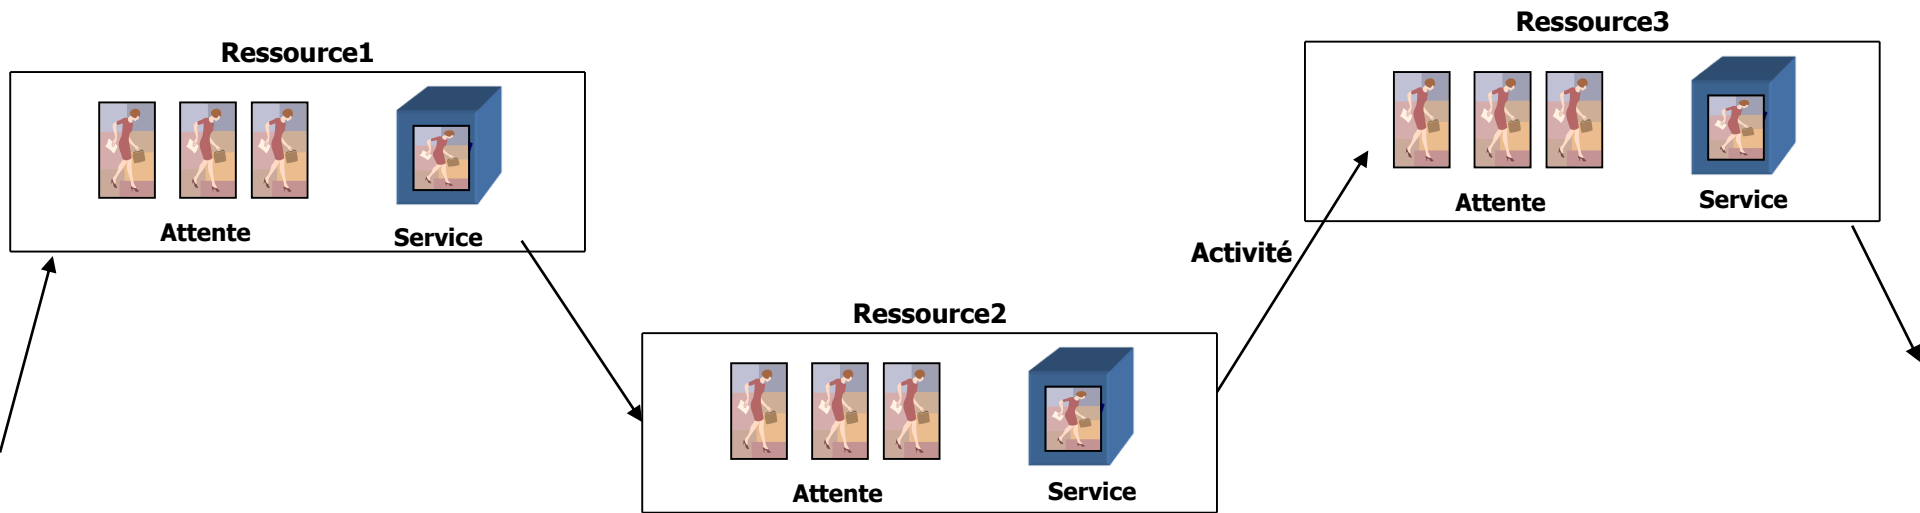 Ressource1
Attente
Service
Ressource2
Attente
Service
Activité
Ressource3
Attente
Service